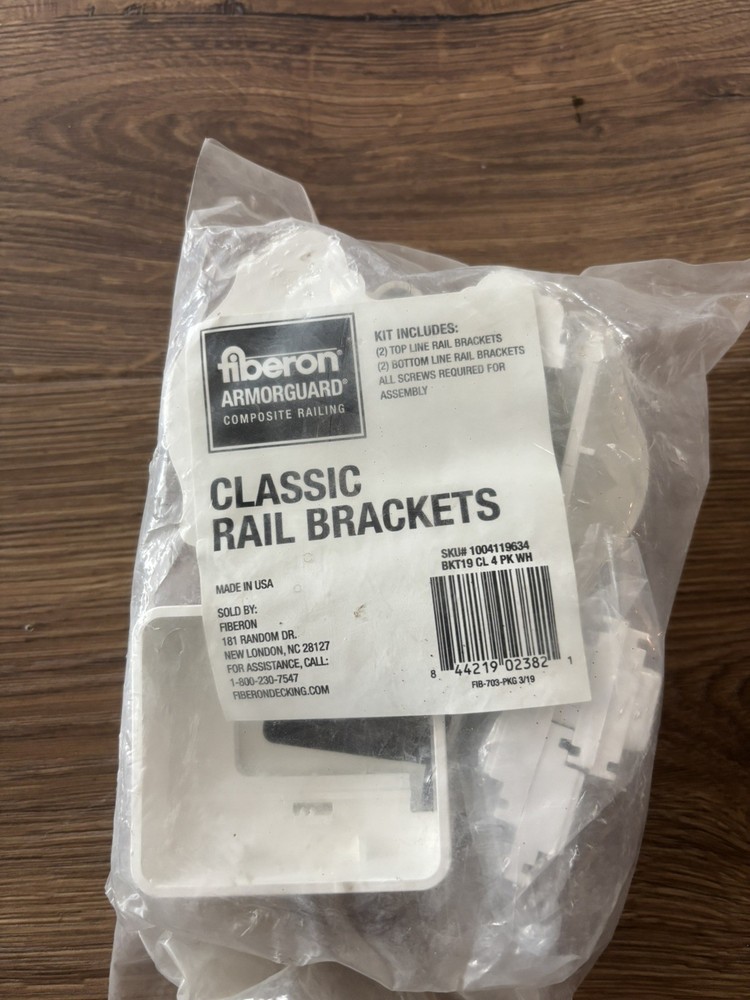 fiberon®
ARMORGUARD®
COMPOSITE RAILING
KIT INCLUDES:
(2) TOP LINE RAIL BRACKETS
(2) BOTTOM LINE RAIL BRACKETS
ALL SCREWS REQUIRED FOR
ASSEMBLY
CLASSIC
RAIL BRACKETS
MADE IN USA
SOLD BY:
FIBERON
181 RANDOM DR.
NEW LONDON, NC 28127
FOR ASSISTANCE, CALL:
1-800-230-7547
FIBERONDECKING.COM
SKU# 1004119634
BKT19 CL 4 PK WH
8 44219 02382 1
FIB-703-PKG 3/19